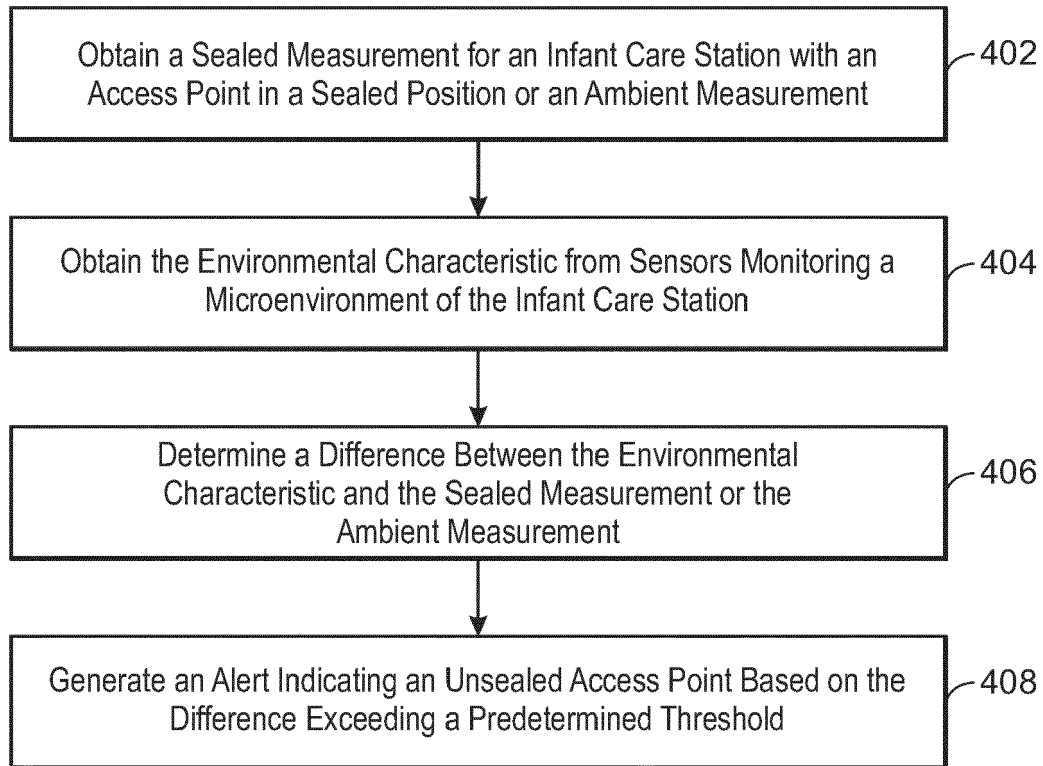 Obtain a Sealed Measurement for an Infant Care Station with an
Access Point in a Sealed Position or an Ambient Measurement
402
Obtain the Environmental Characteristic from Sensors Monitoring a
Microenvironment of the Infant Care Station
404
Determine a Difference Between the Environmental
Characteristic and the Sealed Measurement or the
Ambient Measurement
406
Generate an Alert Indicating an Unsealed Access Point Based on the
Difference Exceeding a Predetermined Threshold
408